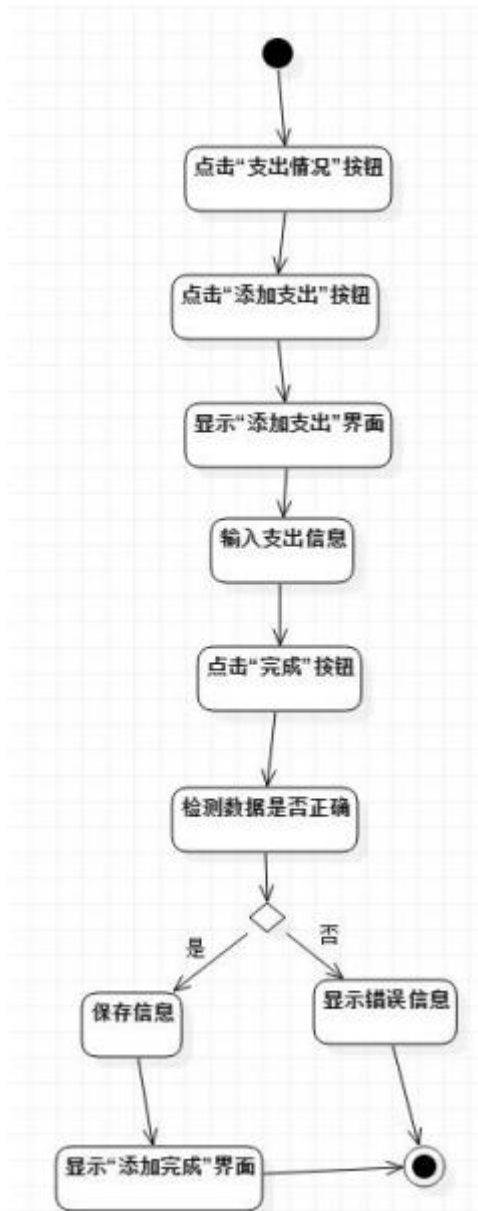 点击“支出情况”按钮
点击“添加支出”按钮
显示“添加支出”界面
输入支出信息
点击“完成”按钮
检测数据是否正确
是
否
保存信息
显示错误信息
显示“添加完成”界面